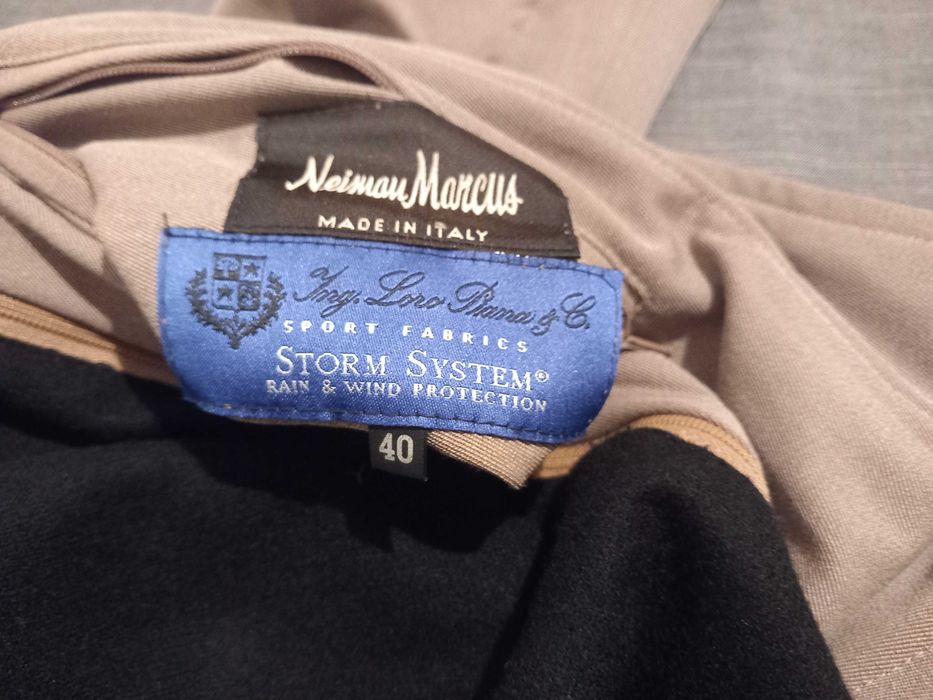 Neiman Marcus
MADE IN ITALY
Ing. Loro Piana & C.
SPORT FABRICS
STORM SYSTEM®
RAIN & WIND PROTECTION
40